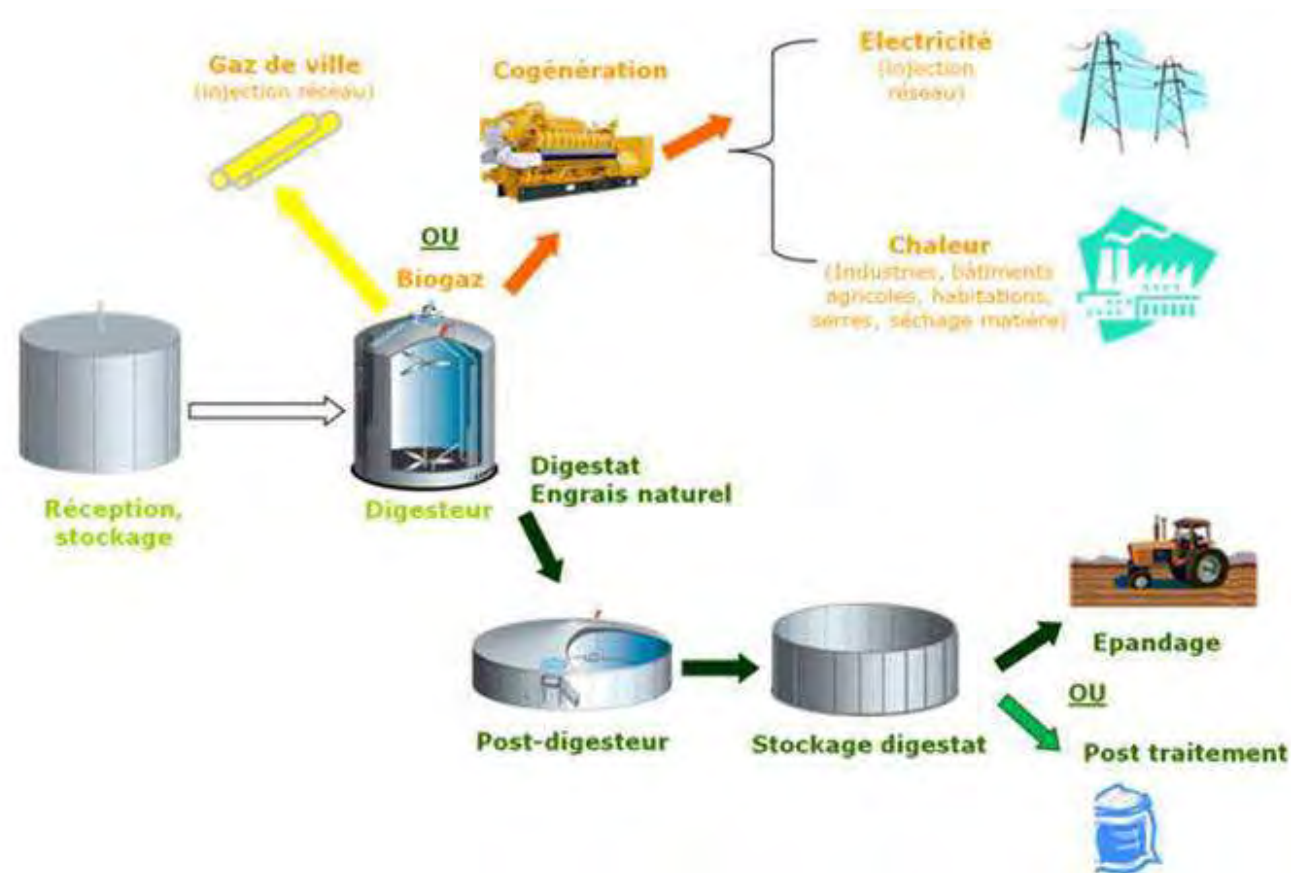 Gaz de ville
(injection réseau)
Cogénération
Electricité
(injection
réseau)
OU
Biogaz
Chaleur
(Industries, bâtiments
agricoles, habitations,
serres, séchage matière)
Réception,
stockage
Digesteur
Digestat
Engrais naturel
Post-digesteur
Stockage digestat
Epandage
OU
Post traitement